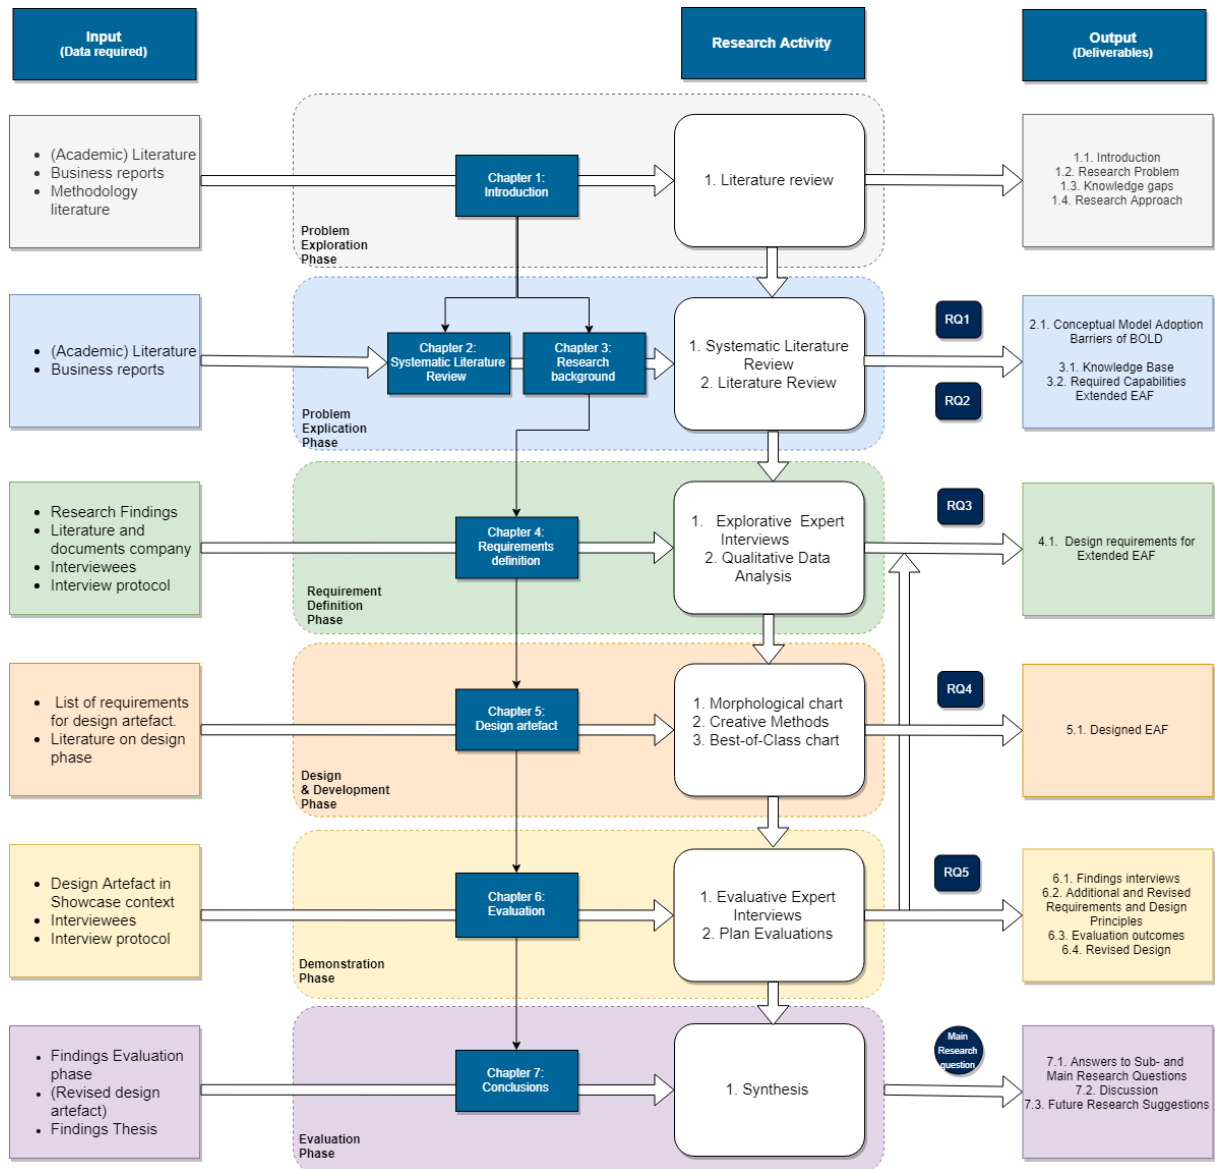 Input
(Data required)
Research Activity
Output
(Deliverables)
• (Academic) Literature
• Business reports
• Methodology
literature
Chapter 1:
Introduction
1. Literature review
1.1. Introduction
1.2. Research Problem
1.3. Knowledge gaps
1.4. Research Approach
Problem
Exploration
Phase
• (Academic) Literature
• Business reports
Chapter 2:
Systematic Literature
Review
Chapter 3:
Research
background
1. Systematic Literature
Review
2. Literature Review
RQ1
RQ2
2.1. Conceptual Model Adoption
Barriers of BOLD
3.1. Knowledge Base
3.2. Required Capabilities
Extended EAF
Problem
Explication
Phase
• Research Findings
• Literature and
documents company
• Interviewees
• Interview protocol
Chapter 4:
Requirements
definition
1. Explorative Expert
Interviews
2. Qualitative Data
Analysis
RQ3
4.1. Design requirements for
Extended EAF
Requirement
Definition
Phase
• List of requirements
for design artefact.
• Literature on design
phase
Chapter 5:
Design artefact
1. Morphological chart
2. Creative Methods
3. Best-of-Class chart
RQ4
5.1. Designed EAF
Design
& Development
Phase
• Design Artefact in
Showcase context
• Interviewees
• Interview protocol
Chapter 6:
Evaluation
1. Evaluative Expert
Interviews
2. Plan Evaluations
RQ5
6.1. Findings interviews
6.2. Additional and Revised
Requirements and Design
Principles
6.3. Evaluation outcomes
6.4. Revised Design
Demonstration
Phase
• Findings Evaluation
phase
• (Revised design
artefact)
• Findings Thesis
Chapter 7:
Conclusions
1. Synthesis
Main
Research
question
7.1. Answers to Sub- and
Main Research Questions
7.2. Discussion
7.3. Future Research Suggestions
Evaluation
Phase